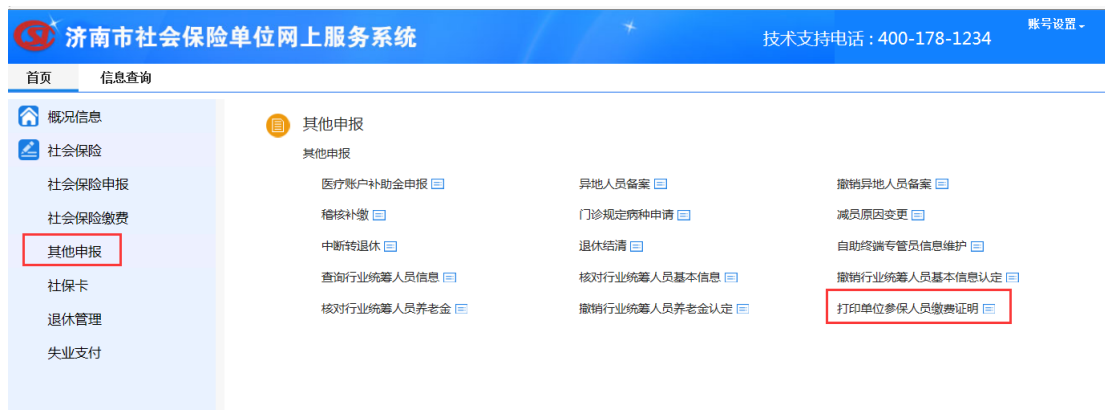 济南市社会保险单位网上服务系统
技术支持电话：400-178-1234
账号设置
首页
信息查询
概况信息
社会保险
社会保险申报
社会保险缴费
其他申报
社保卡
退休管理
失业支付
其他申报
其他申报
医疗账户补助金申报 异地人员备案 撤销异地人员备案
稽核补缴 门诊规定病种申请 减员原因变更
中断转退休 退休结清 自助终端专管员信息维护
查询行业统筹人员信息 核对行业统筹人员基本信息 撤销行业统筹人员基本信息认定
核对行业统筹人员养老金 撤销行业统筹人员养老金认定 打印单位参保人员缴费证明